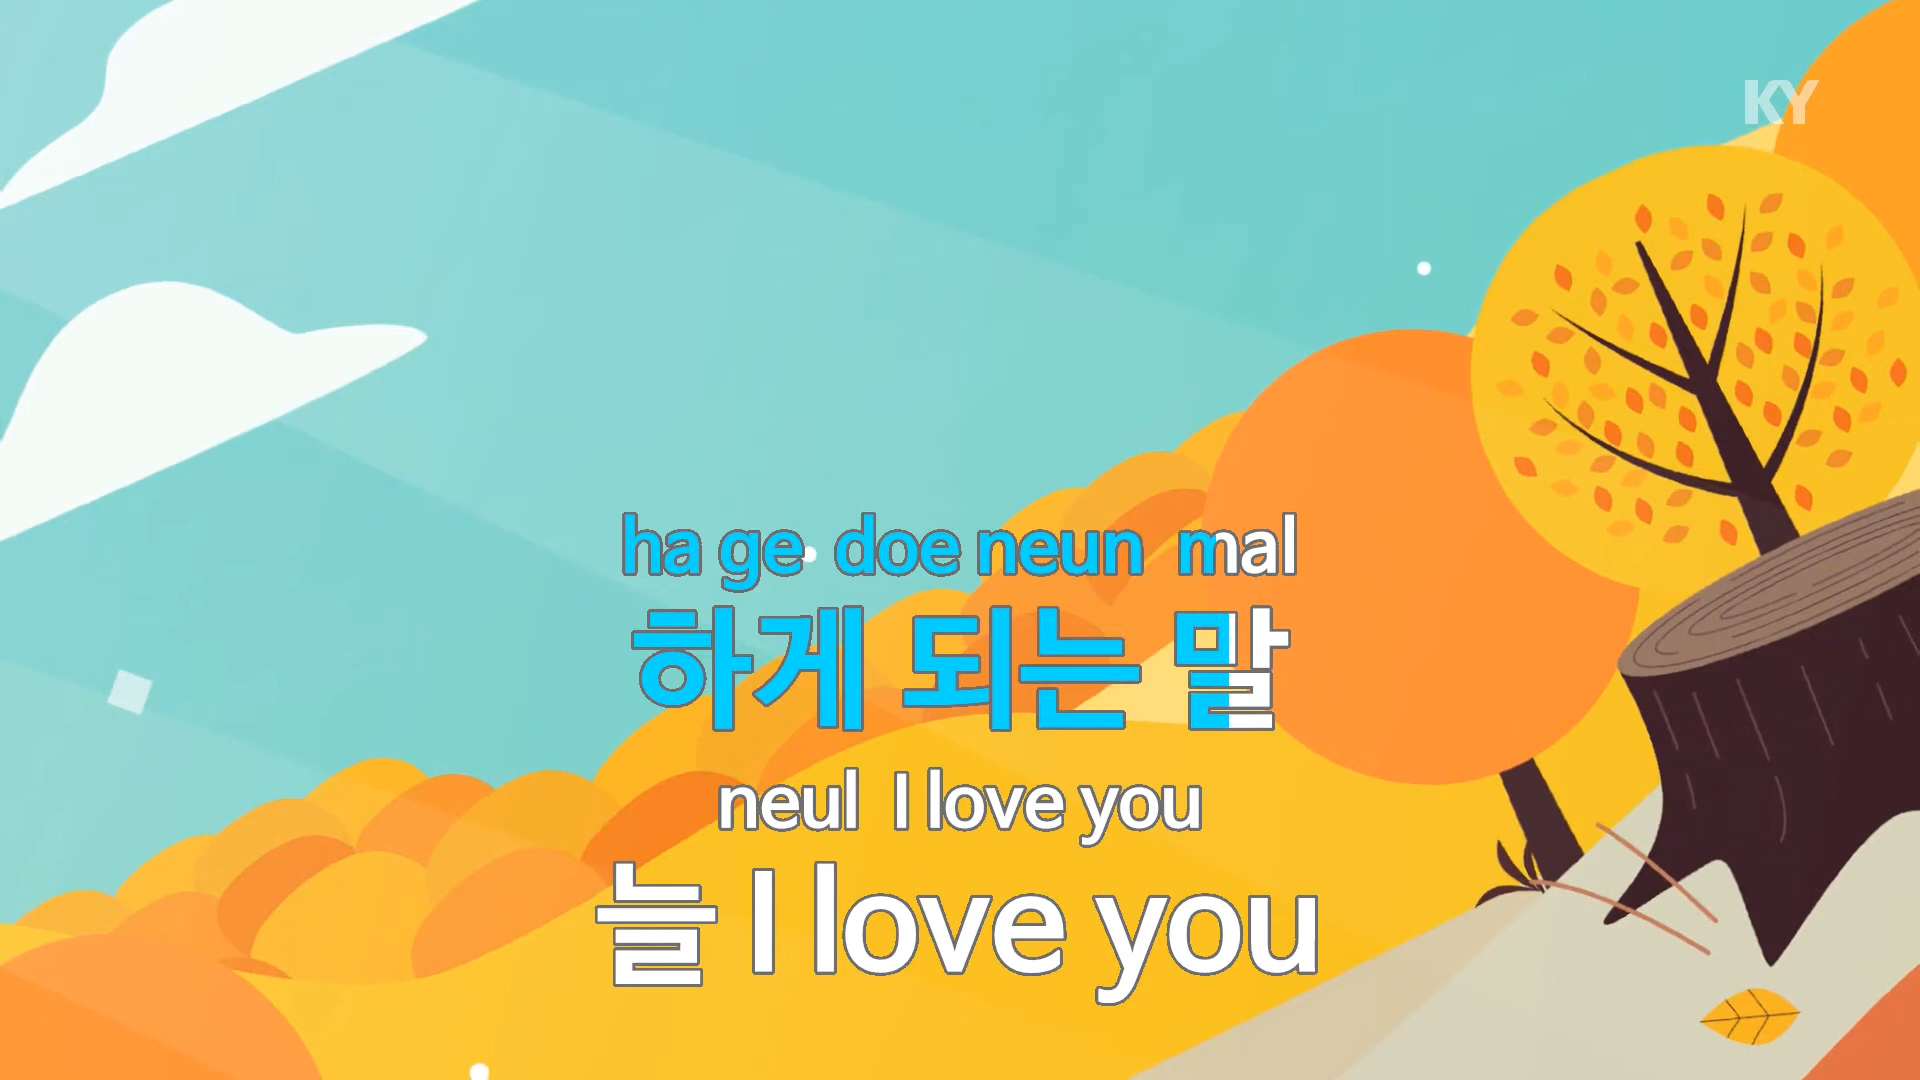 KY
ha ge doe neun mal
하게 되는 말
neul I love you
늘 I love you